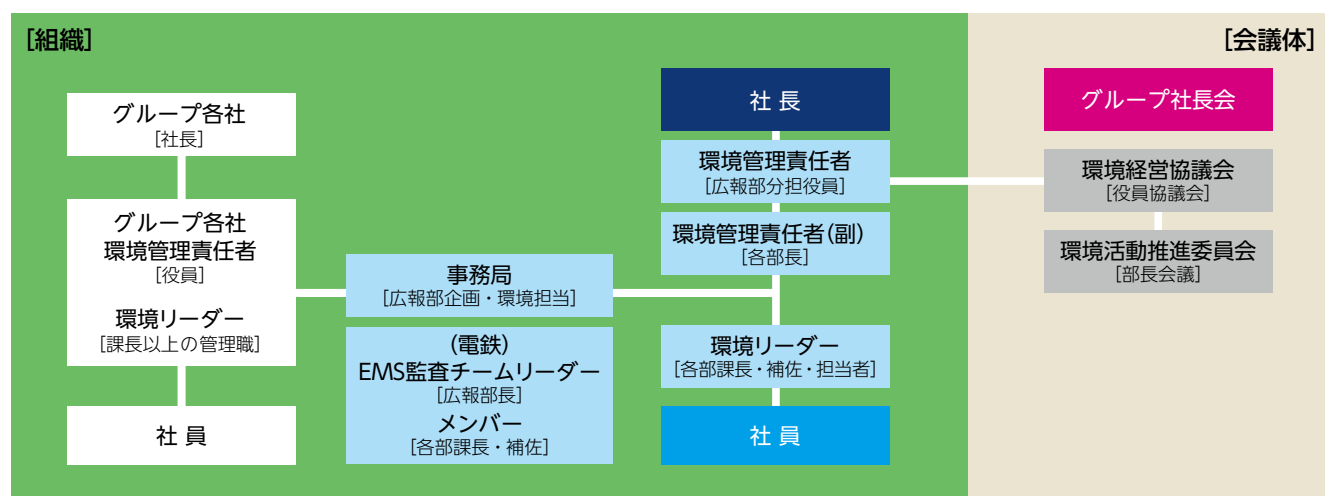 [組織]
グループ各社
[社長]
グループ各社
環境管理責任者
[役員]
環境リーダー
[課長以上の管理職]
社 員
事務局
[広報部企画・環境担当]
(電鉄)
EMS監査チームリーダー
[広報部長]
メンバー
[各部課長・補佐]
社 長
環境管理責任者
[広報部分担役員]
環境管理責任者(副)
[各部長]
環境リーダー
[各部課長・補佐・担当者]
社 員
[会議体]
グループ社長会
環境経営協議会
[役員協議会]
環境活動推進委員会
[部長会議]